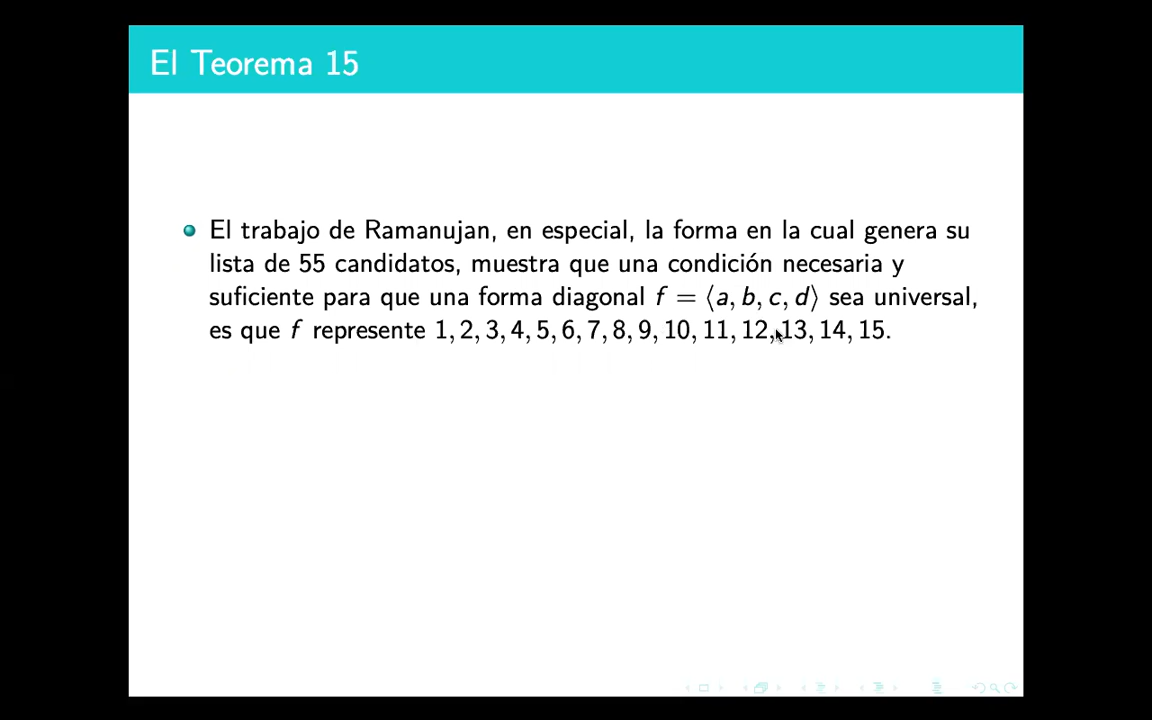 El Teorema 15
El trabajo de Ramanujan, en especial, la forma en la cual genera su
lista de 55 candidatos, muestra que una condición necesaria y
suficiente para que una forma diagonal f = ⟨a, b, c, d⟩ sea universal,
es que f represente 1, 2, 3, 4, 5, 6, 7, 8, 9, 10, 11, 12, 13, 14, 15.